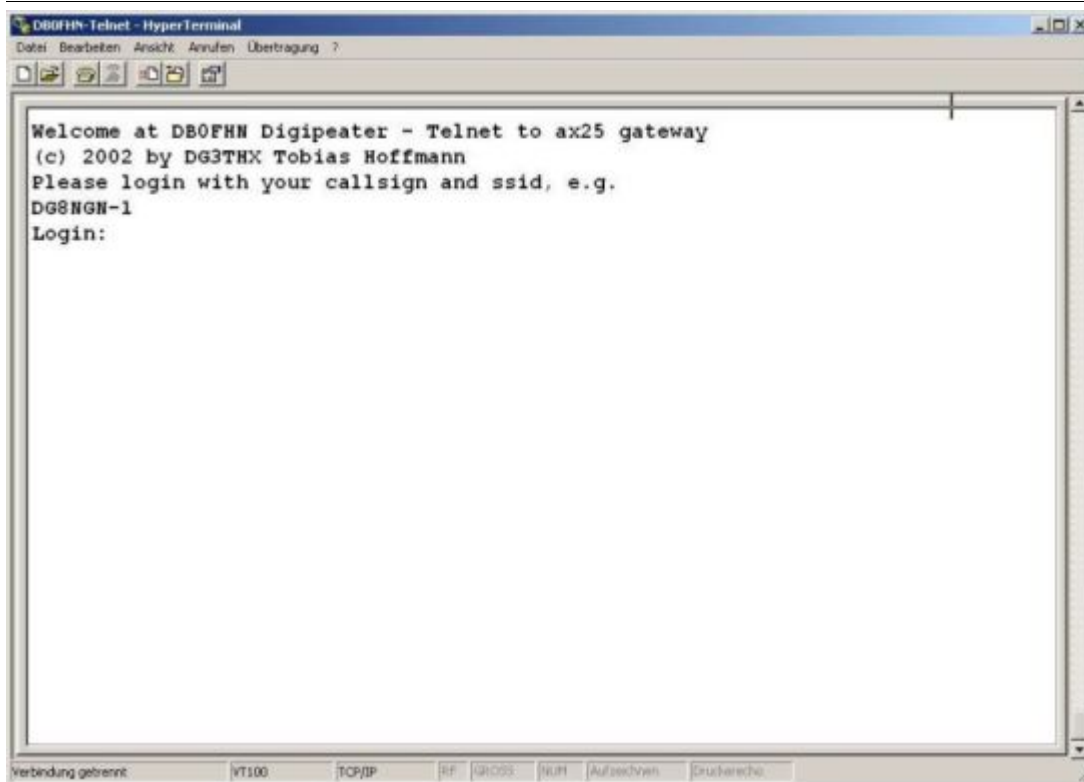 DB0FHN-Telnet - HyperTerminal
Datei Bearbeiten Ansicht Anrufen Übertragung ?
Welcome at DB0FHN Digipeater - Telnet to ax25 gateway
(c) 2002 by DG3THX Tobias Hoffmann
Please login with your callsign and ssid, e.g.
DG8NGN-1
Login:
Verbindung getrennt VT100 TCP/IP RF GROSS NUM Aufzeichnen Druckerecho